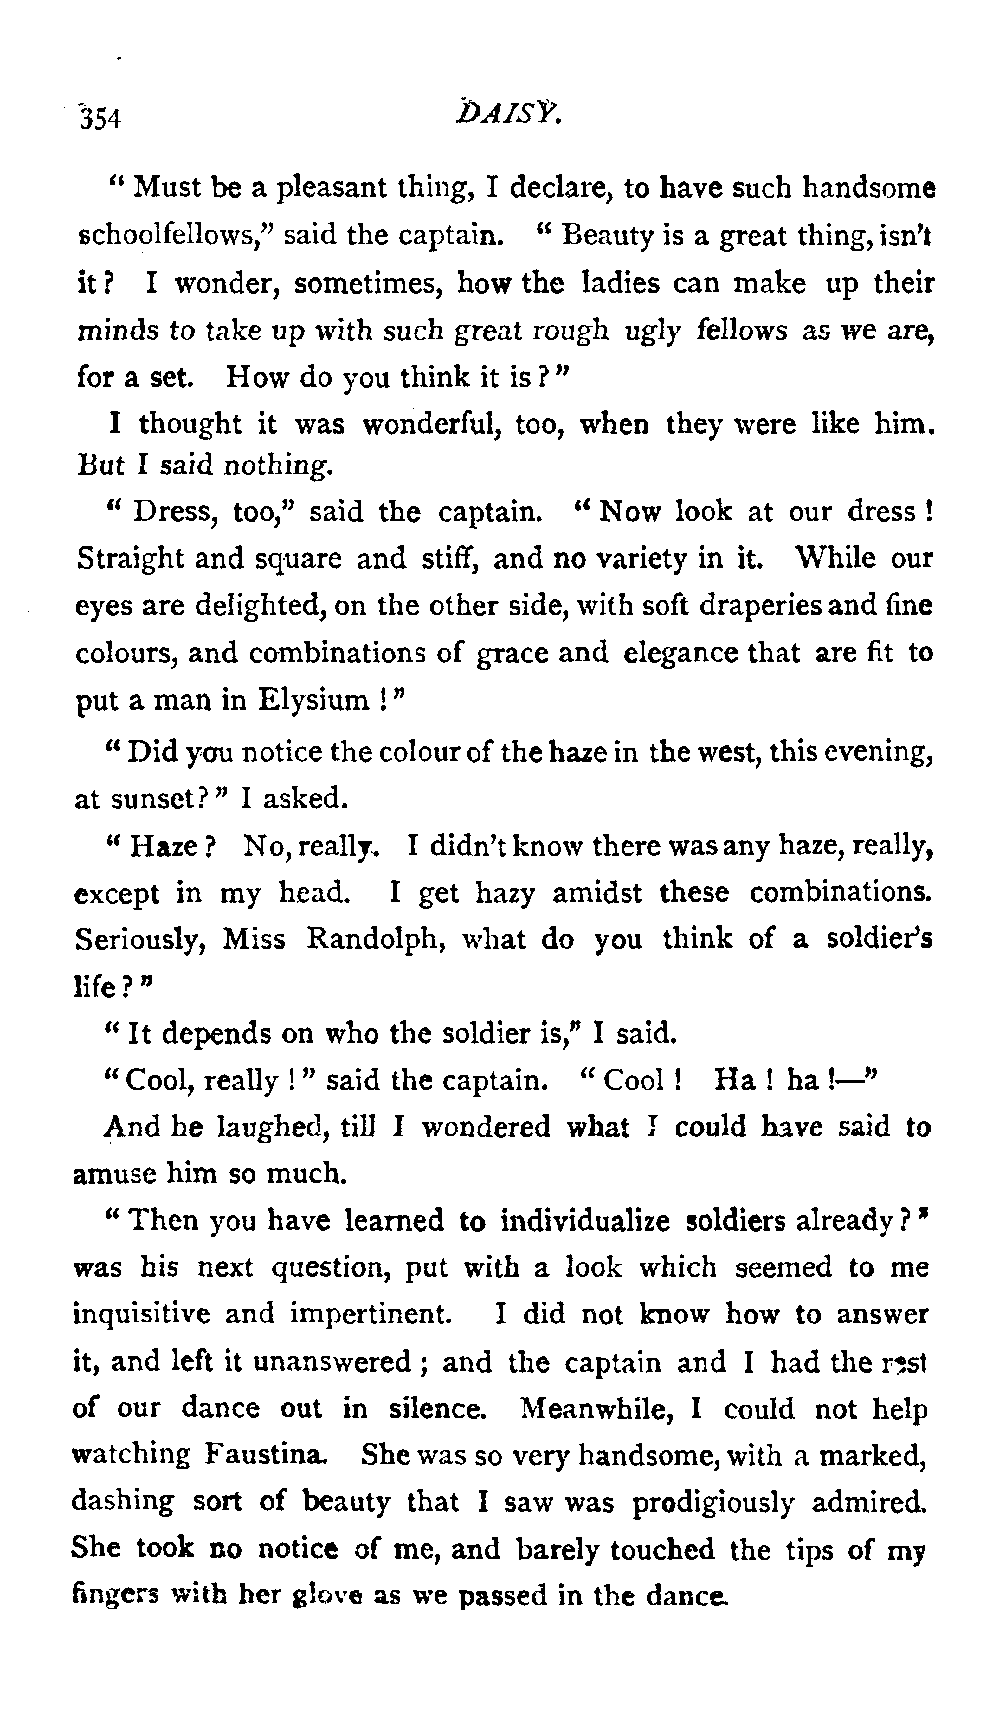 354 DAISY.
" Must be a pleasant thing, I declare, to have such handsome
schoolfellows," said the captain. " Beauty is a great thing, isn't
it ? I wonder, sometimes, how the ladies can make up their
minds to take up with such great rough ugly fellows as we are,
for a set. How do you think it is ? "
I thought it was wonderful, too, when they were like him.
But I said nothing.
" Dress, too," said the captain. " Now look at our dress !
Straight and square and stiff, and no variety in it. While our
eyes are delighted, on the other side, with soft draperies and fine
colours, and combinations of grace and elegance that are fit to
put a man in Elysium ! "
" Did you notice the colour of the haze in the west, this evening,
at sunset? " I asked.
" Haze ? No, really. I didn't know there was any haze, really,
except in my head. I get hazy amidst these combinations.
Seriously, Miss Randolph, what do you think of a soldier's
life ? "
" It depends on who the soldier is," I said.
" Cool, really ! " said the captain. " Cool ! Ha ! ha !—"
And he laughed, till I wondered what I could have said to
amuse him so much.
" Then you have learned to individualize soldiers already ? "
was his next question, put with a look which seemed to me
inquisitive and impertinent. I did not know how to answer
it, and left it unanswered ; and the captain and I had the rest
of our dance out in silence. Meanwhile, I could not help
watching Faustina. She was so very handsome, with a marked,
dashing sort of beauty that I saw was prodigiously admired.
She took no notice of me, and barely touched the tips of my
fingers with her glove as we passed in the dance.